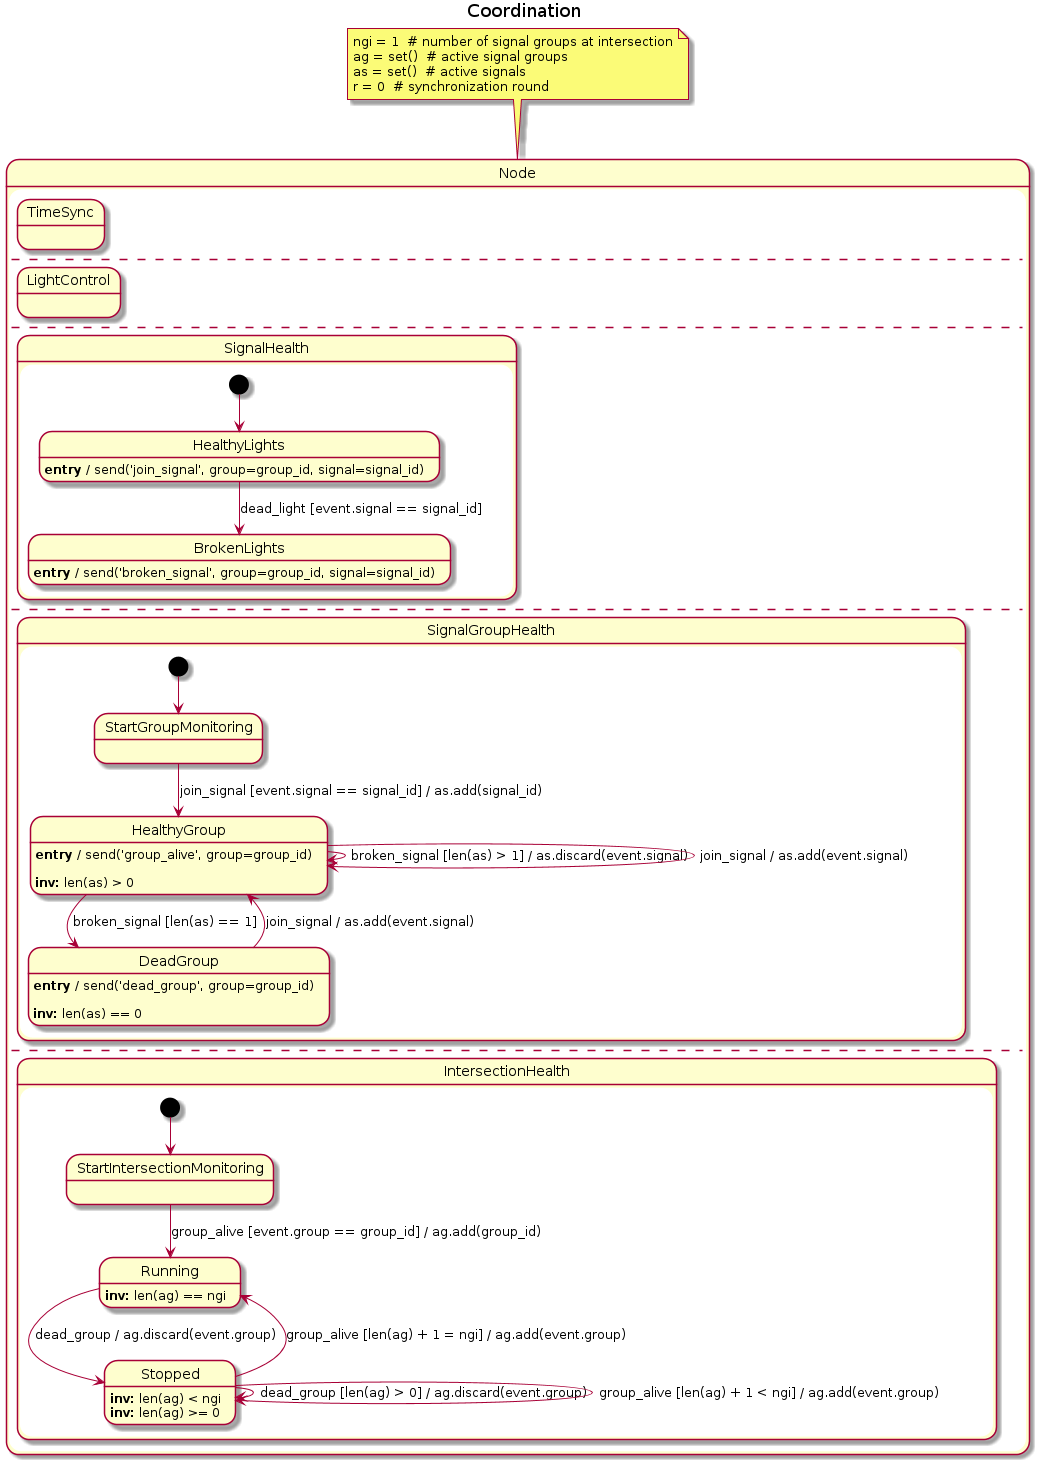 Coordination
ngi = 1  # number of signal groups at intersection
ag = set()  # active signal groups
as = set()  # active signals
r = 0  # synchronization round
Node
TimeSync
LightControl
SignalHealth
HealthyLights
entry / send('join_signal', group=group_id, signal=signal_id)
dead_light [event.signal == signal_id]
BrokenLights
entry / send('broken_signal', group=group_id, signal=signal_id)
SignalGroupHealth
StartGroupMonitoring
join_signal [event.signal == signal_id] / as.add(signal_id)
HealthyGroup
entry / send('group_alive', group=group_id)
inv: len(as) > 0
broken_signal [len(as) > 1] / as.discard(event.signal)
join_signal / as.add(event.signal)
broken_signal [len(as) == 1]
join_signal / as.add(event.signal)
DeadGroup
entry / send('dead_group', group=group_id)
inv: len(as) == 0
IntersectionHealth
StartIntersectionMonitoring
group_alive [event.group == group_id] / ag.add(group_id)
Running
inv: len(ag) == ngi
dead_group / ag.discard(event.group)
group_alive [len(ag) + 1 = ngi] / ag.add(event.group)
Stopped
inv: len(ag) < ngi
inv: len(ag) >= 0
dead_group [len(ag) > 0] / ag.discard(event.group)
group_alive [len(ag) + 1 < ngi] / ag.add(event.group)